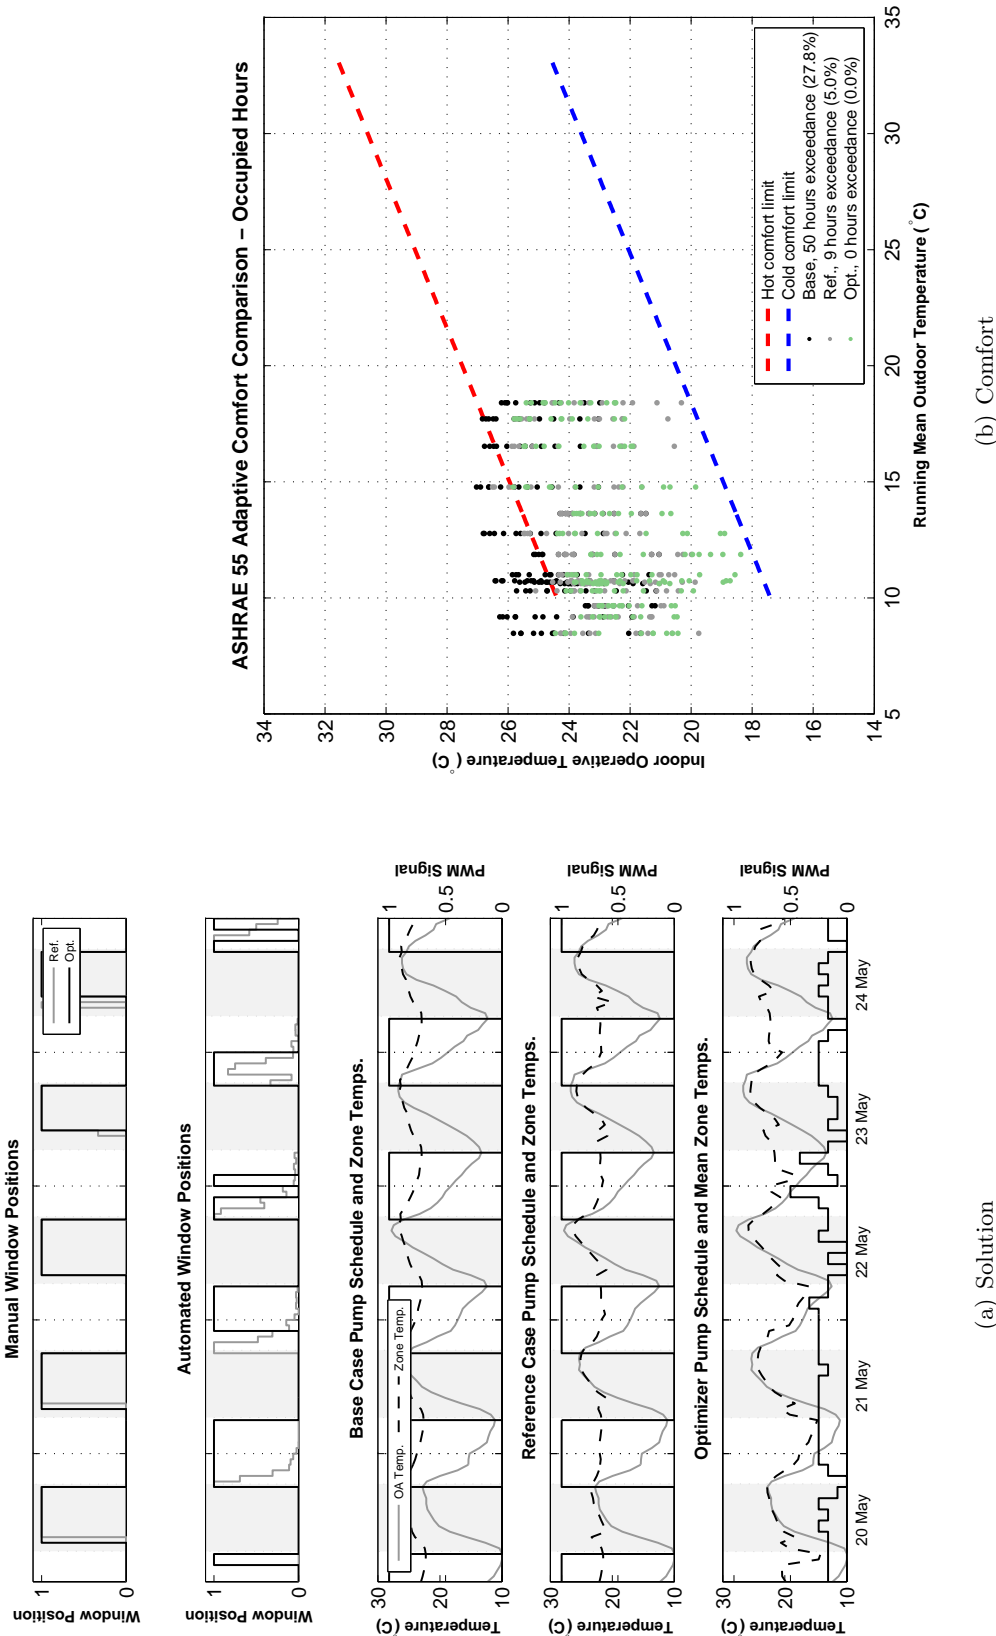 Manual Window Positions
Window Position
1
0
Ref.
Opt.
Automated Window Positions
Window Position
1
0
Base Case Pump Schedule and Zone Temps.
Temperature (°C)
30
20
10
OA Temp.
Zone Temp.
1
0.5
0
PWM Signal
Reference Case Pump Schedule and Zone Temps.
Temperature (°C)
30
20
10
1
0.5
0
PWM Signal
Optimizer Pump Schedule and Mean Zone Temps.
Temperature (°C)
30
20
10
1
0.5
0
PWM Signal
20 May
21 May
22 May
23 May
24 May
(a) Solution
ASHRAE 55 Adaptive Comfort Comparison – Occupied Hours
Indoor Operative Temperature (°C)
34
32
30
28
26
24
22
20
18
16
14
5
10
15
20
25
30
35
Running Mean Outdoor Temperature (°C)
Hot comfort limit
Cold comfort limit
Base, 50 hours exceedance (27.8%)
Ref., 9 hours exceedance (5.0%)
Opt., 0 hours exceedance (0.0%)
(b) Comfort